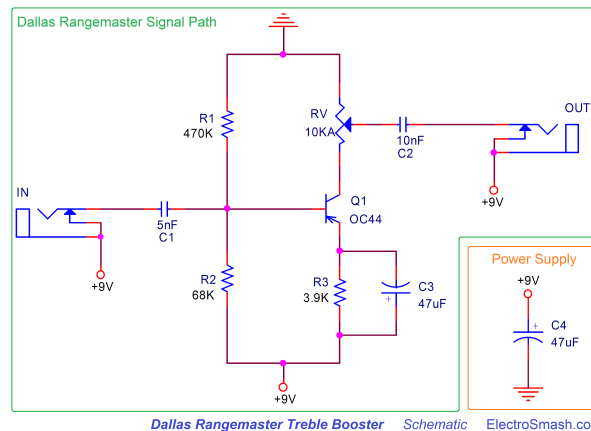 Dallas Rangemaster Signal Path
R1
470K
RV
10KA
10nF
C2
OUT
+9V
IN
5nF
C1
+9V
Q1
OC44
R2
68K
R3
3.9K
C3
+
47uF
+9V
Power Supply
+9V
+
C4
47uF
Dallas Rangemaster Treble Booster Schematic ElectroSmash.co